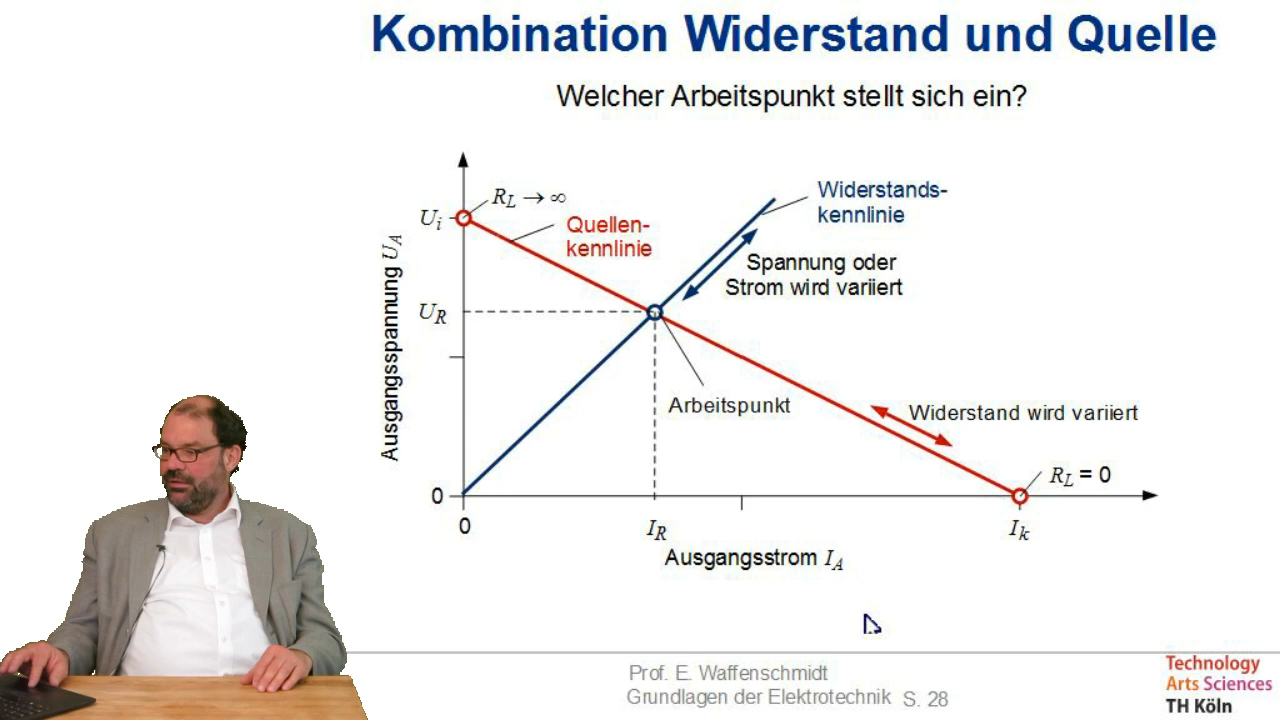 Kombination Widerstand und Quelle
Welcher Arbeitspunkt stellt sich ein?
Widerstands-
kennlinie
R_L → ∞
U_i
Quellen-
kennlinie
Spannung oder
Strom wird variiert
U_R
Ausgangsspannung U_A
Arbeitspunkt
Widerstand wird variiert
R_L = 0
0
0
I_R
I_k
Ausgangsstrom I_A
Prof. E. Waffenschmidt
Grundlagen der Elektrotechnik S. 28
Technology
Arts Sciences
TH Köln